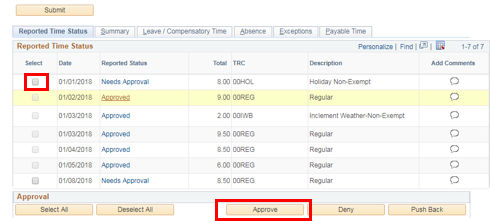 Submit
Reported Time Status Summary Leave / Compensatory Time Absence Exceptions Payable Time
Reported Time Status Personalize | Find | 1-7 of 7
Select Date Reported Status Total TRC Description Add Comments
01/01/2018 Needs Approval 8.00 00HOL Holiday Non-Exempt
01/02/2018 Approved 9.00 00REG Regular
01/03/2018 Approved 2.00 00IWB Inclement Weather-Non-Exempt
01/03/2018 Approved 8.50 00REG Regular
01/04/2018 Approved 9.50 00REG Regular
01/05/2018 Approved 6.00 00REG Regular
01/08/2018 Needs Approval 8.50 00REG Regular
Approval
Select All Deselect All Approve Deny Push Back